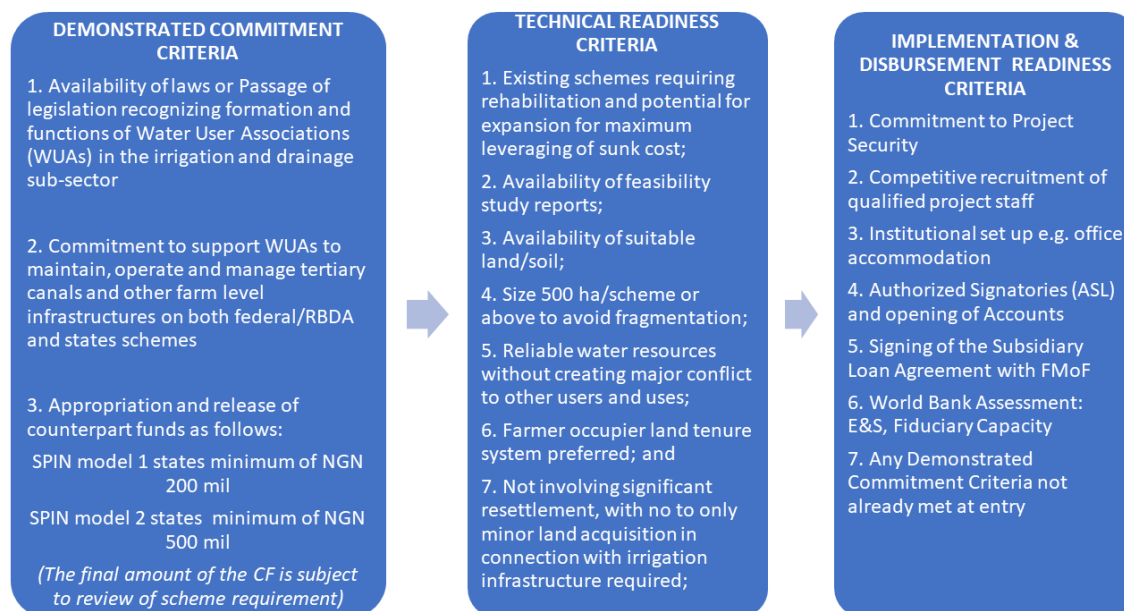 DEMONSTRATED COMMITMENT
CRITERIA
1. Availability of laws or Passage of
legislation recognizing formation and
functions of Water User Associations
(WUAs) in the irrigation and drainage
sub-sector
2. Commitment to support WUAs to
maintain, operate and manage tertiary
canals and other farm level
infrastructures on both federal/RBDA
and states schemes
3. Appropriation and release of
counterpart funds as follows:
SPIN model 1 states minimum of NGN
200 mil
SPIN model 2 states minimum of NGN
500 mil
(The final amount of the CF is subject
to review of scheme requirement)
TECHNICAL READINESS
CRITERIA
1. Existing schemes requiring
rehabilitation and potential for
expansion for maximum
leveraging of sunk cost;
2. Availability of feasibility
study reports;
3. Availability of suitable
land/soil;
4. Size 500 ha/scheme or
above to avoid fragmentation;
5. Reliable water resources
without creating major conflict
to other users and uses;
6. Farmer occupier land tenure
system preferred; and
7. Not involving significant
resettlement, with no to only
minor land acquisition in
connection with irrigation
infrastructure required;
IMPLEMENTATION &
DISBURSEMENT READINESS
CRITERIA
1. Commitment to Project
Security
2. Competitive recruitment of
qualified project staff
3. Institutional set up e.g. office
accommodation
4. Authorized Signatories (ASL)
and opening of Accounts
5. Signing of the Subsidiary
Loan Agreement with FMoF
6. World Bank Assessment:
E&S, Fiduciary Capacity
7. Any Demonstrated
Commitment Criteria not
already met at entry